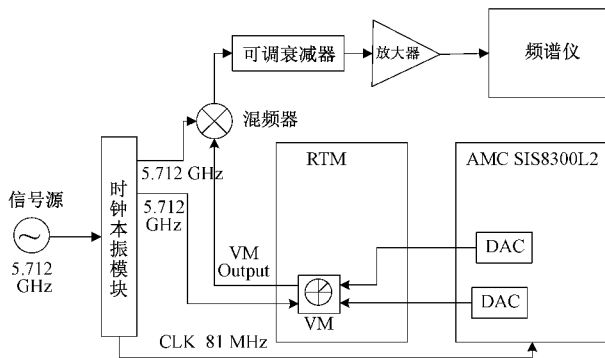 可调衰减器
放大器
频谱仪
混频器
RTM
AMC SIS8300L2
5.712 GHz
5.712
GHz
信号源
5.712
GHz
时钟本振模块
VM
Output
DAC
DAC
VM
CLK 81 MHz